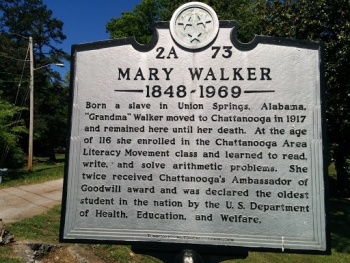 2A 73
MARY WALKER
1848-1969
Born a slave in Union Springs, Alabama,
"Grandma" Walker moved to Chattanooga in 1917
and remained here until her death. At the age
of 116 she enrolled in the Chattanooga Area
Literacy Movement class and learned to read,
write, and solve arithmetic problems. She
twice received Chattanooga's Ambassador of
Goodwill award and was declared the oldest
student in the nation by the U. S. Department
of Health, Education, and Welfare.